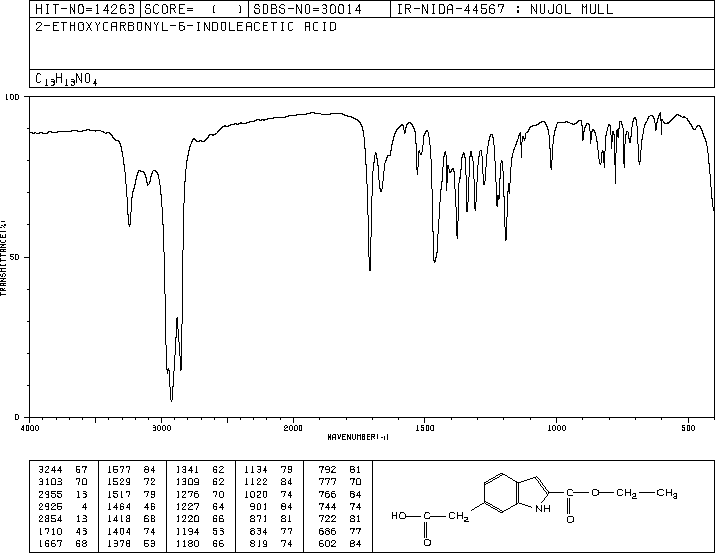 HIT-NO=14263 SCORE= ( ) SDBS-NO=30014 IR-NIDA-44567 : NUJOL MULL
2-ETHOXYCARBONYL-6-INDOLEACETIC ACID
C13H13NO4
100
50
0
TRANSMITTANCE(%)
4000 3000 2000 1500 1000 500
WAVENUMBER(-1)
3244 57 1577 84 1341 62 1134 79 792 81
3103 70 1529 72 1309 62 1122 84 777 70
2955 13 1517 79 1276 70 1020 74 766 84
2925 4 1464 46 1227 64 901 84 744 74
2854 13 1418 68 1220 66 871 81 722 81
1710 43 1404 74 1194 53 834 77 686 77
1667 68 1378 53 1180 66 819 74 602 84
HO C CH2 O NH C O CH2 CH3 O